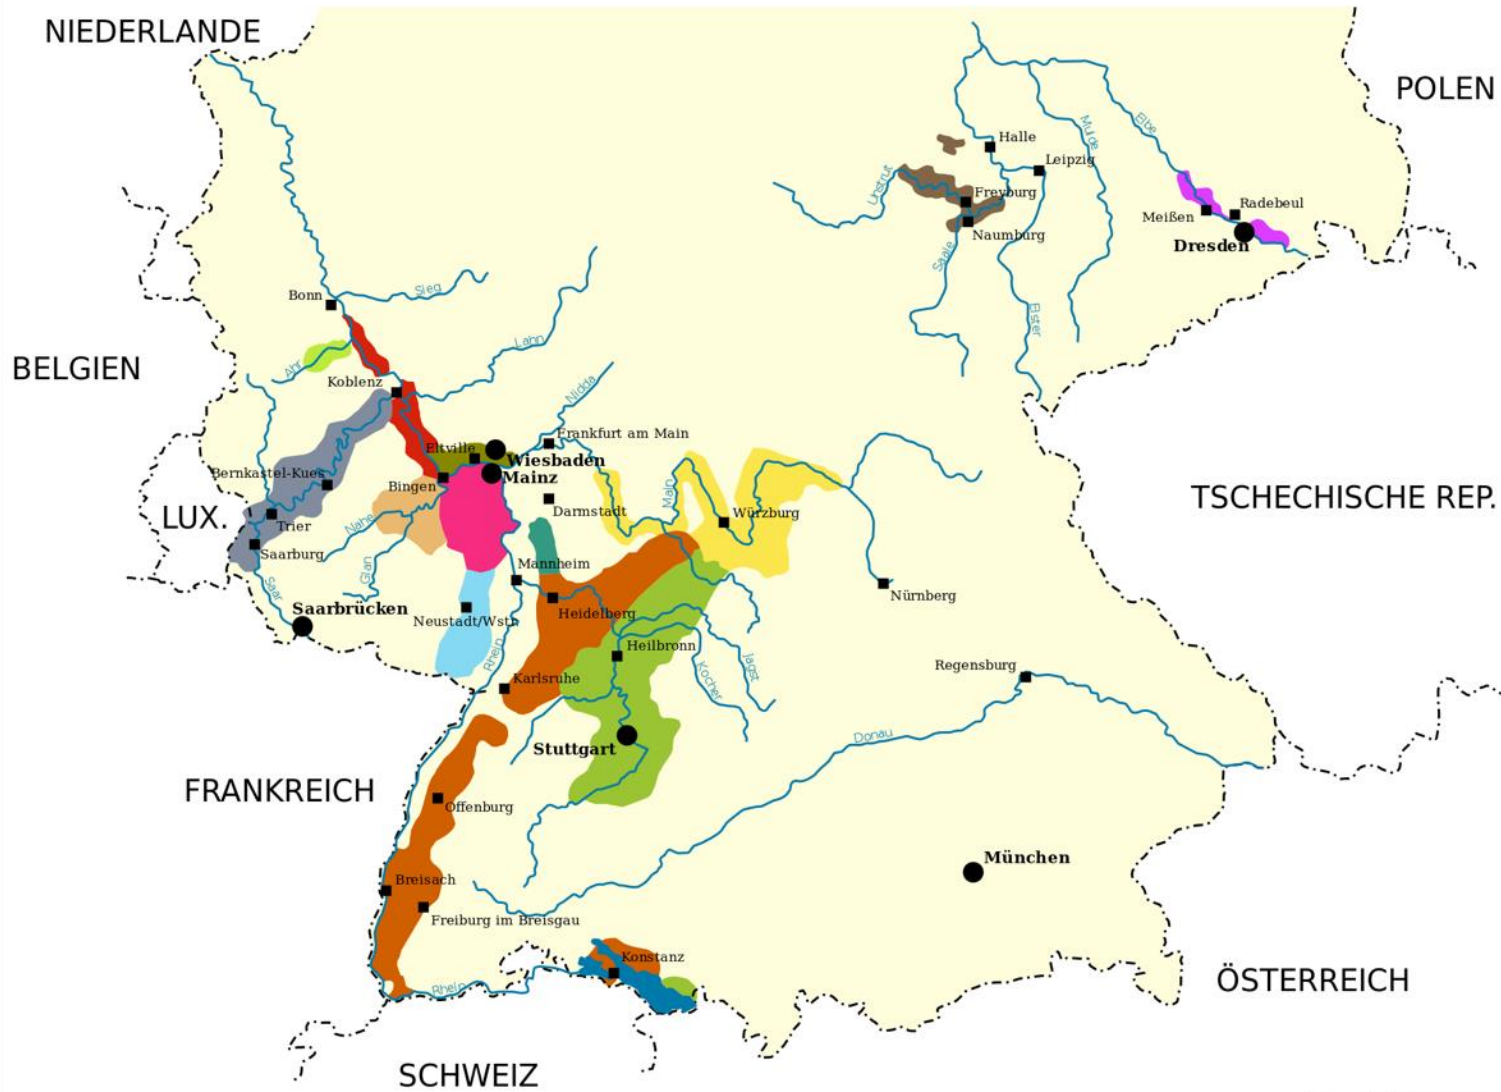 NIEDERLANDE
POLEN
Halle
Elbe
Mulde
Leipzig
Unstrut
Freyburg
Radebeul
Meißen
Naumburg
Dresden
Saale
Bonn
Sieg
Elster
Lahn
BELGIEN
Ahr
Koblenz
Nidda
Frankfurt am Main
Eltville
Wiesbaden
Mainz
Bernkastel-Kues
Bingen
TSCHECHISCHE REP.
Main
Darmstadt
Würzburg
LUX.
Trier
Nahe
Saarburg
Glan
Mannheim
Saar
Nürnberg
Saarbrücken
Heidelberg
Neustadt/Wstr.
Heilbronn
Rhein
Jagst
Regensburg
Kocher
Karlsruhe
Donau
Stuttgart
FRANKREICH
Offenburg
München
Breisach
Freiburg im Breisgau
Konstanz
ÖSTERREICH
Rhein
SCHWEIZ